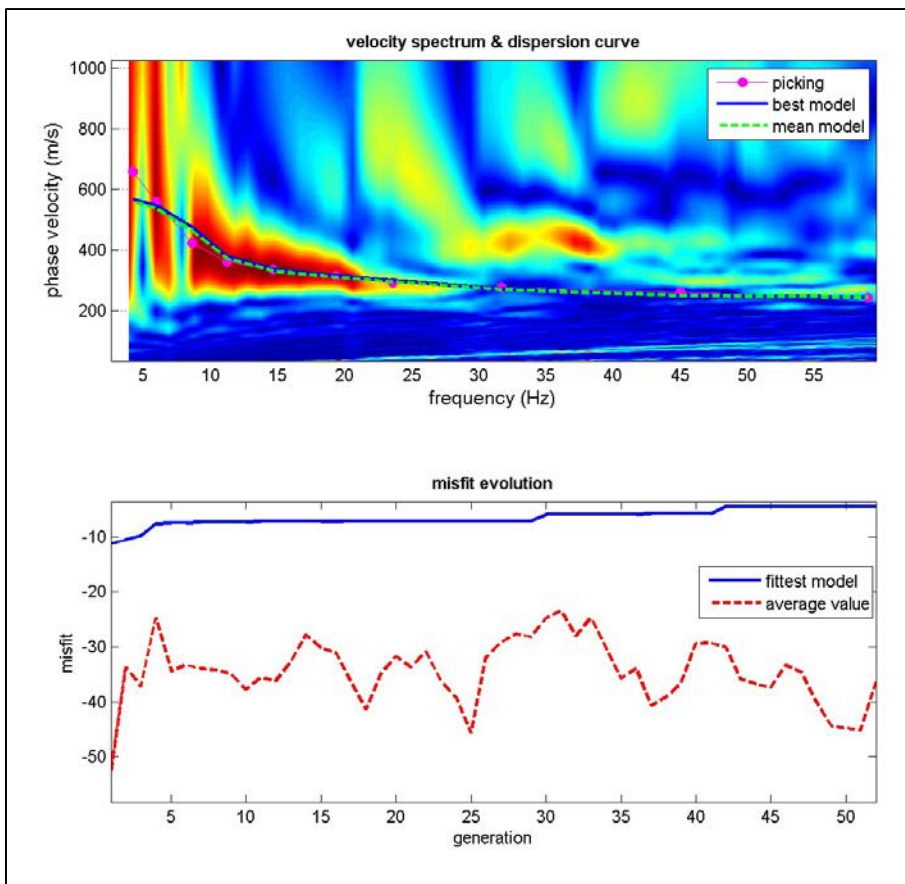 velocity spectrum & dispersion curve
1000
800
600
400
200
phase velocity (m/s)
picking
best model
mean model
5 10 15 20 25 30 35 40 45 50 55
frequency (Hz)
misfit evolution
-10
-20
-30
-40
-50
misfit
fittest model
average value
5 10 15 20 25 30 35 40 45 50
generation